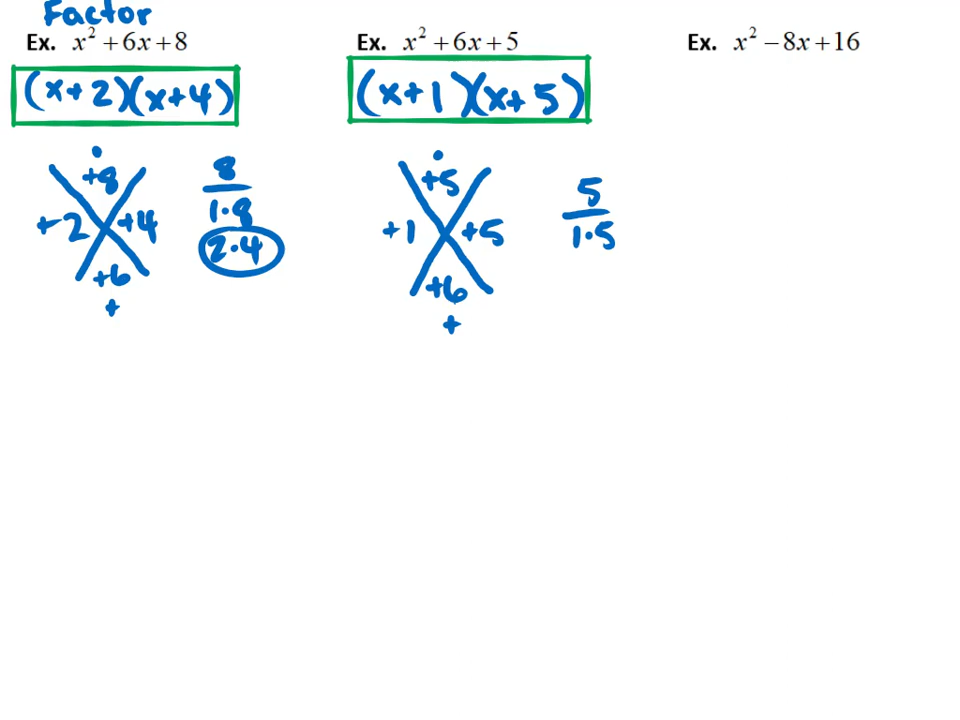 Factor
Ex. x² + 6x + 8
(x+2)(x+4)
•
+8
+2 +4
+6
+
8
1·8
2·4
Ex. x² + 6x + 5
(x+1)(x+5)
•
+5
+1 +5
+6
+
5
1·5
Ex. x² − 8x + 16